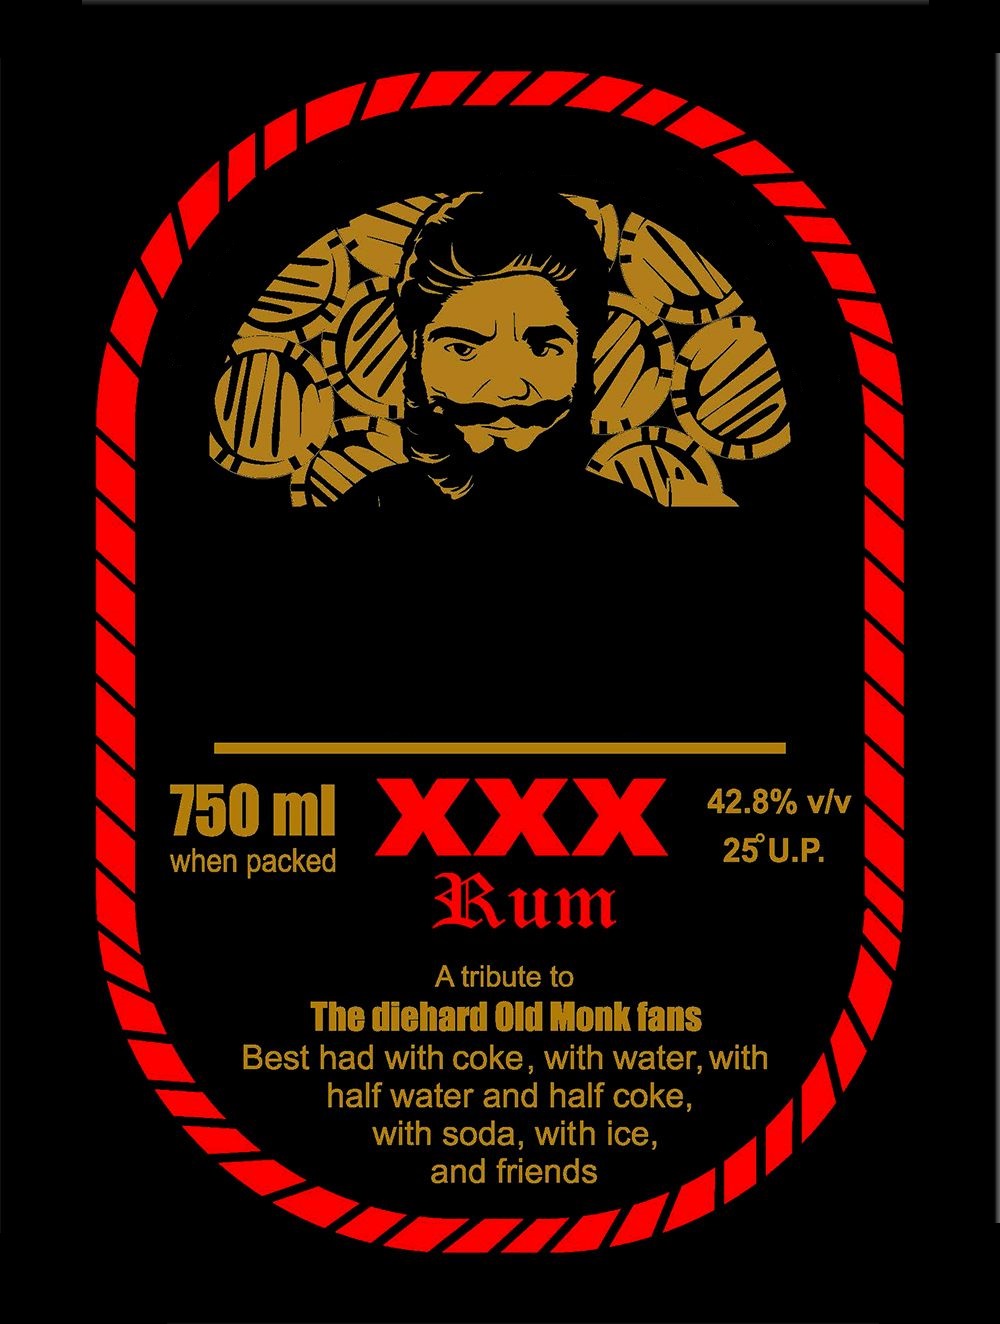 750 ml
when packed
XXX
Rum
42.8% v/v
25° U.P.
A tribute to
The diehard Old Monk fans
Best had with coke, with water, with
half water and half coke,
with soda, with ice,
and friends